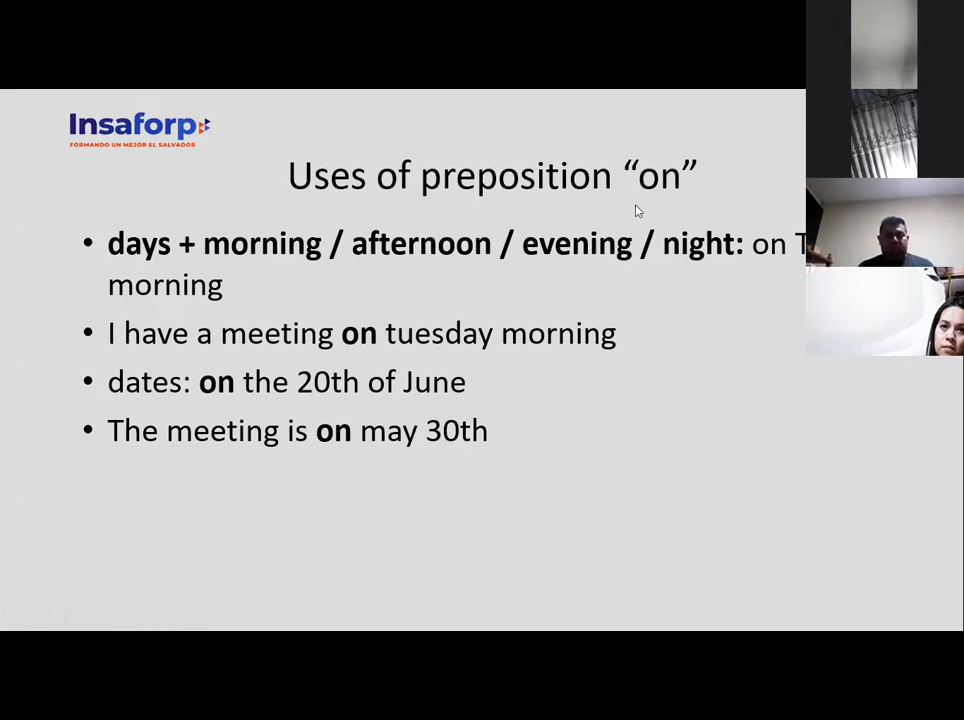 Insaforp
FORMANDO UN MEJOR EL SALVADOR
Uses of preposition “on”
• days + morning / afternoon / evening / night: on
morning
• I have a meeting on tuesday morning
• dates: on the 20th of June
• The meeting is on may 30th